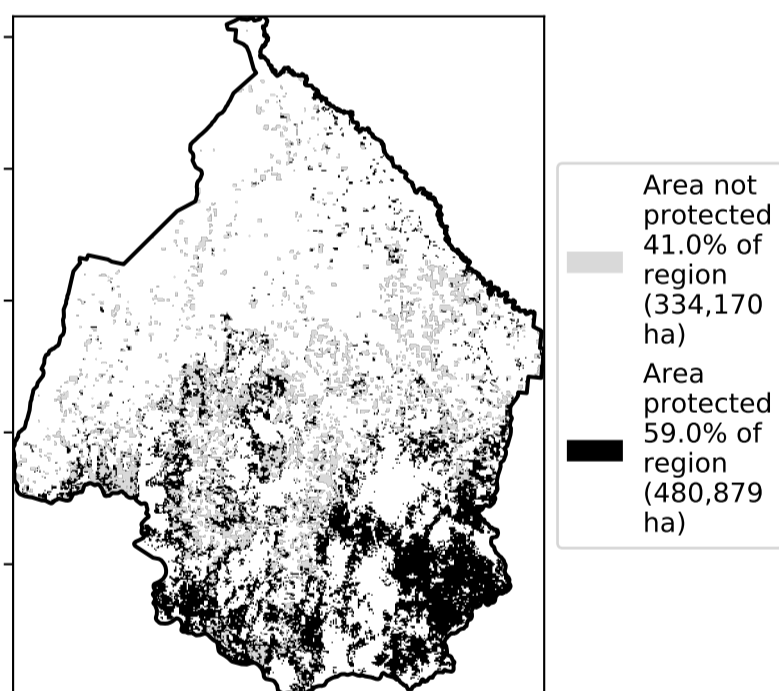 Area not
protected
41.0% of
region
(334,170
ha)
Area
protected
59.0% of
region
(480,879
ha)